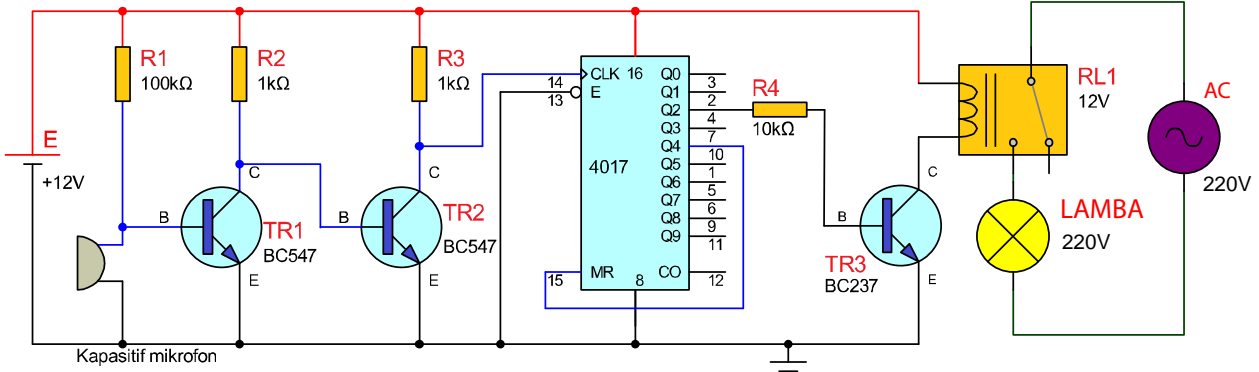 E
+12V
R1
100kΩ
R2
1kΩ
R3
1kΩ
Kapasitif mikrofon
B
C
E
TR1
BC547
B
C
E
TR2
BC547
14
13
15
CLK
E
MR
16
4017
8
Q0
Q1
Q2
Q3
Q4
Q5
Q6
Q7
Q8
Q9
CO
3
2
4
7
10
1
5
6
9
11
12
R4
10kΩ
B
C
E
TR3
BC237
RL1
12V
LAMBA
220V
AC
220V